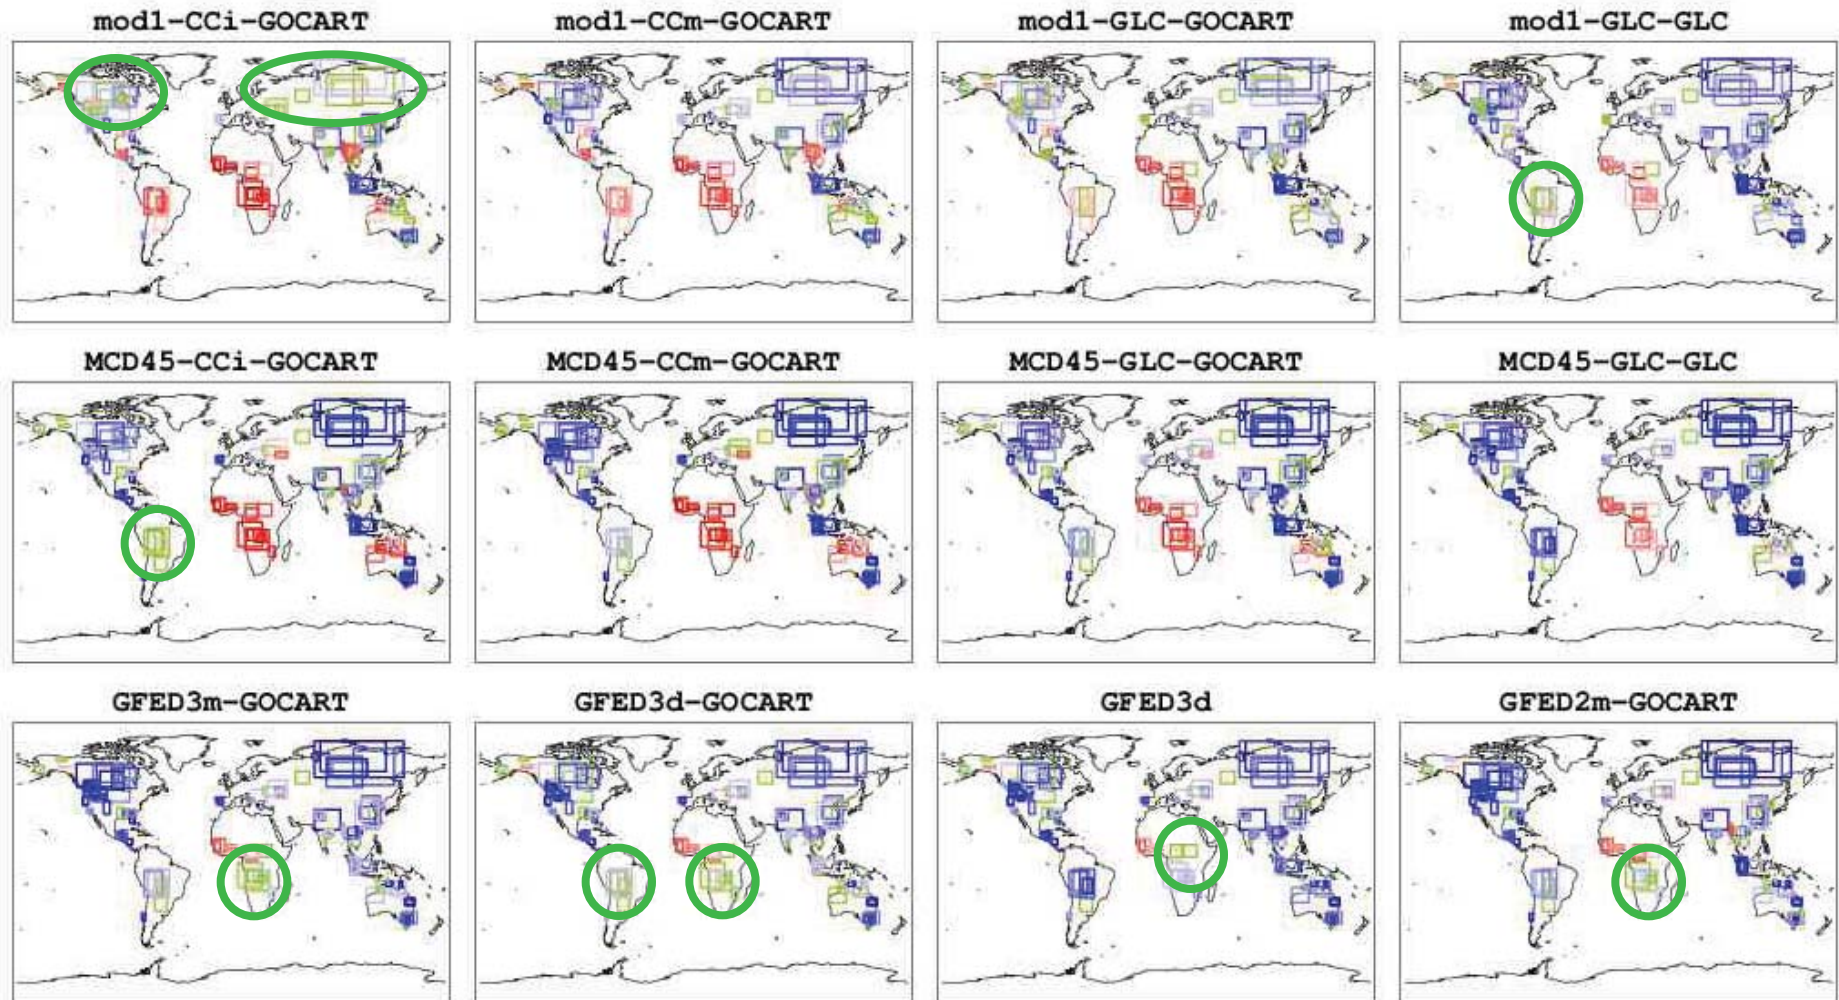 mod1-CCi-GOCART
mod1-CCm-GOCART
mod1-GLC-GOCART
mod1-GLC-GLC
MCD45-CCi-GOCART
MCD45-CCm-GOCART
MCD45-GLC-GOCART
MCD45-GLC-GLC
GFED3m-GOCART
GFED3d-GOCART
GFED3d
GFED2m-GOCART